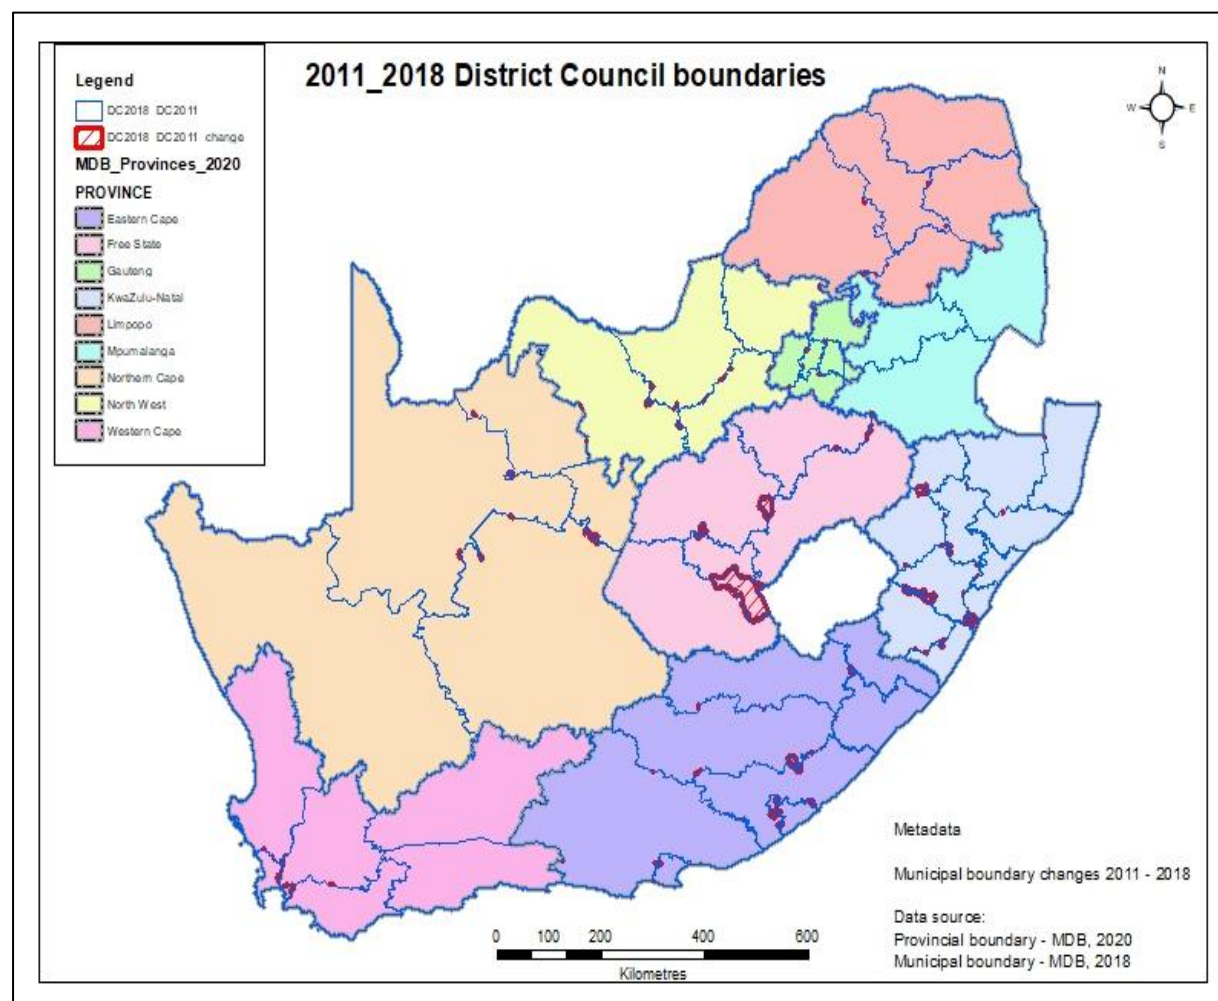 2011_2018 District Council boundaries
Legend
DC2018 DC2011
DC2018 DC2011 change
MDB_Provinces_2020
PROVINCE
Eastern Cape
Free State
Gauteng
KwaZulu-Natal
Limpopo
Mpumalanga
Northern Cape
North West
Western Cape
N
W E
S
Metadata
Municipal boundary changes 2011 - 2018
Data source:
Provincial boundary - MDB, 2020
Municipal boundary - MDB, 2018
0 100 200 400 600
Kilometres